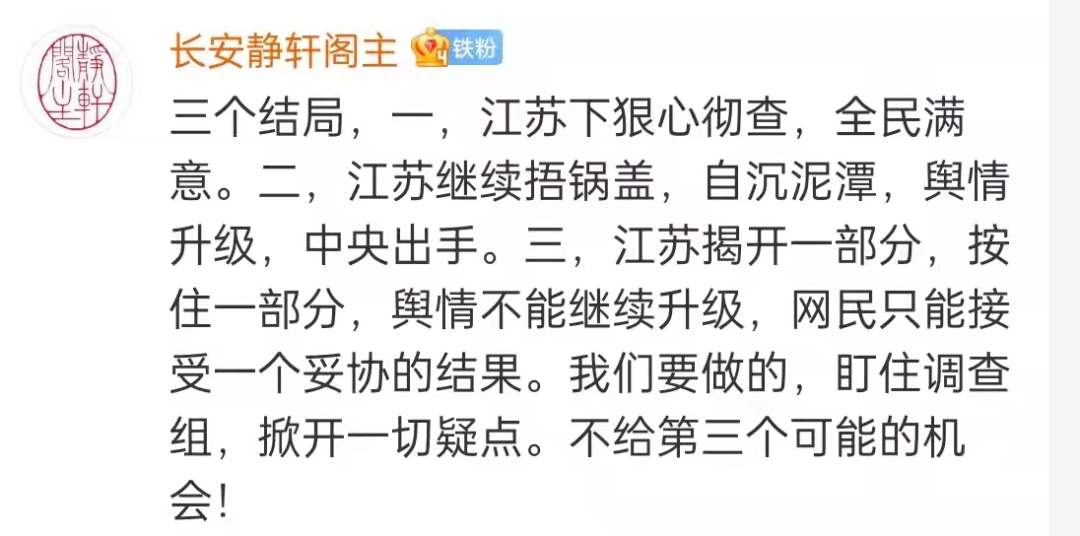 长安静轩阁主 4 铁粉
三个结局，一，江苏下狠心彻查，全民满
意。二，江苏继续捂锅盖，自沉泥潭，舆情
升级，中央出手。三，江苏揭开一部分，按
住一部分，舆情不能继续升级，网民只能接
受一个妥协的结果。我们要做的，盯住调查
组，掀开一切疑点。不给第三个可能的机
会！
靜軒
閣主